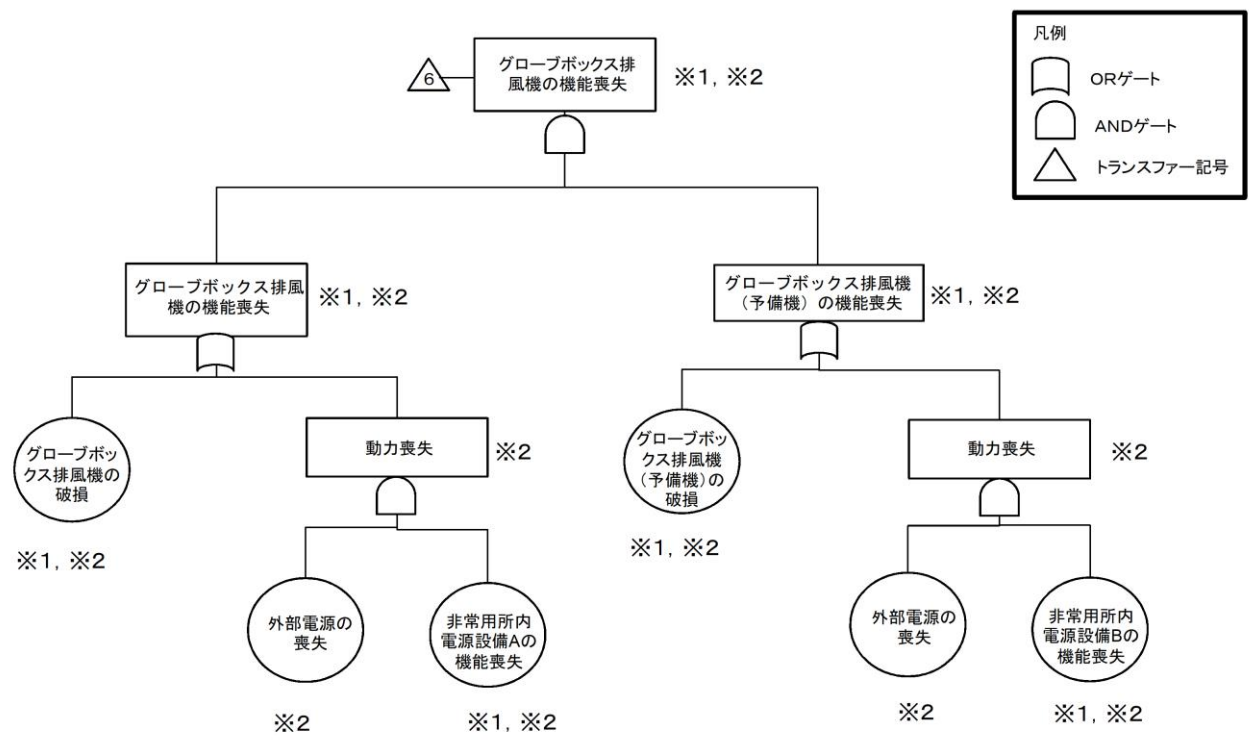 凡例
ORゲート
ANDゲート
トランスファー記号
6
グローブボックス排
風機の機能喪失
※1, ※2
グローブボックス排風
機の機能喪失
※1, ※2
グローブボックス排風機
(予備機)の機能喪失
※1, ※2
グローブボッ
クス排風機の
破損
※1, ※2
動力喪失
※2
グローブボッ
クス排風機
(予備機)の
破損
※1, ※2
動力喪失
※2
外部電源の
喪失
※2
非常用所内
電源設備Aの
機能喪失
※1, ※2
外部電源の
喪失
※2
非常用所内
電源設備Bの
機能喪失
※1, ※2